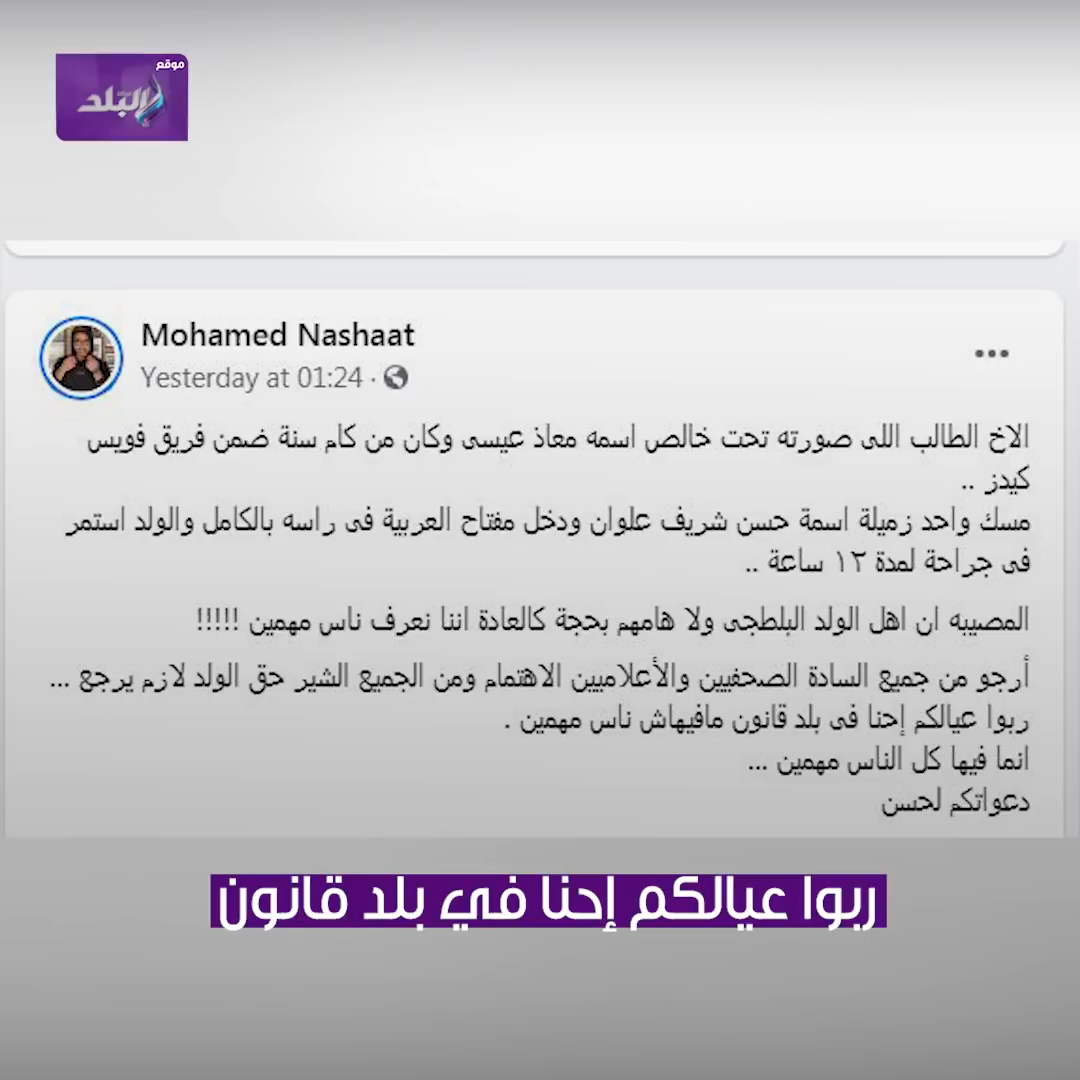 موقع
البلد
Mohamed Nashaat
Yesterday at 01:24 ·
الاخ الطالب اللى صورته تحت خالص اسمه معاذ عيسى وكان من كام سنة ضمن فريق فويس
كيدز ..
مسك واحد زميلة اسمة حسن شريف علوان ودخل مفتاح العربية فى راسه بالكامل والولد استمر
فى جراحة لمدة ١٢ ساعة ..
المصيبه ان اهل الولد البلطجى ولا هامهم بحجة كالعادة اننا نعرف ناس مهمين !!!!!
أرجو من جميع السادة الصحفيين والأعلاميين الاهتمام ومن الجميع الشير حق الولد لازم يرجع ...
ربوا عيالكم إحنا فى بلد قانون مافيهاش ناس مهمين .
انما فيها كل الناس مهمين ...
دعواتكم لحسن
ربوا عيالكم إحنا في بلد قانون